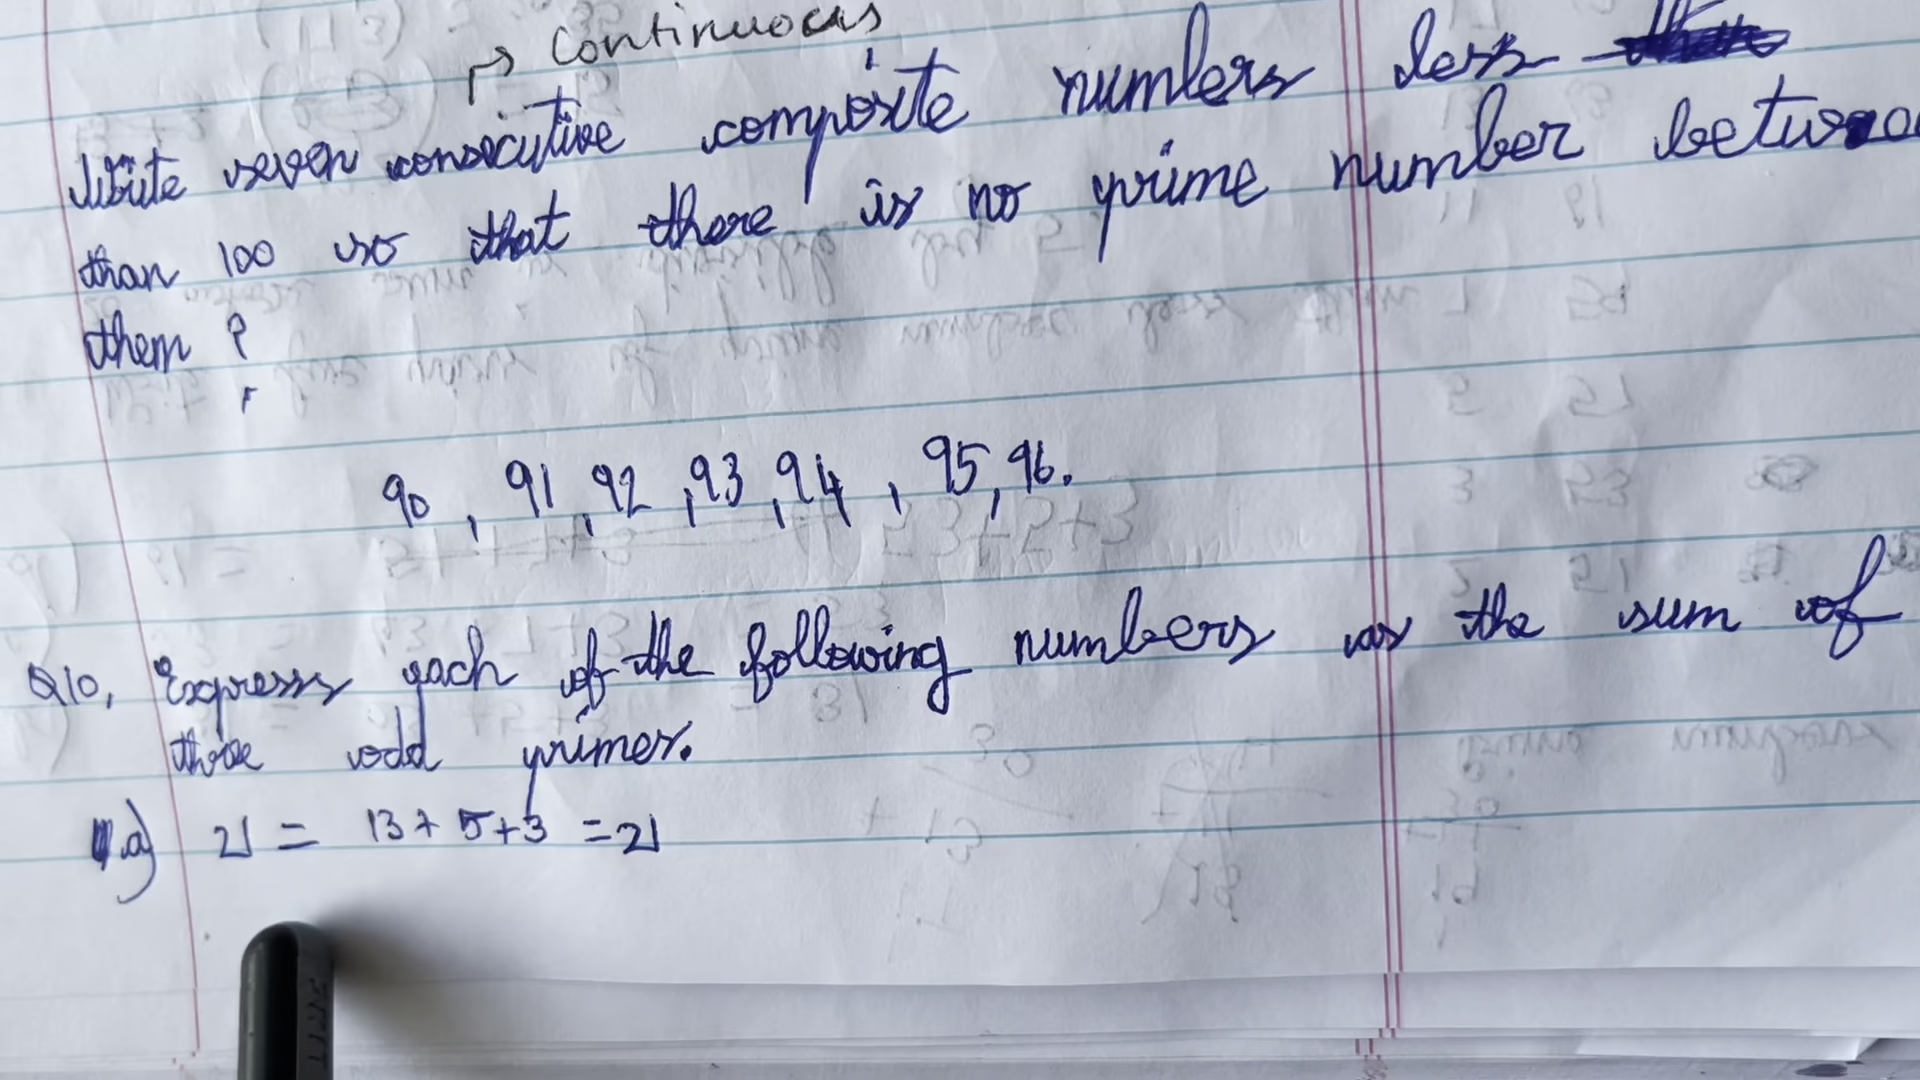 → Continuous
Write seven consecutive composite numbers less
than 100 so that there is no prime number between
them ?
90 , 91 , 92 , 93 , 94 , 95 , 96 .
Q10, Express each of the following numbers as the sum of
three odd primes.
a) 21 = 13 + 5 + 3 = 21